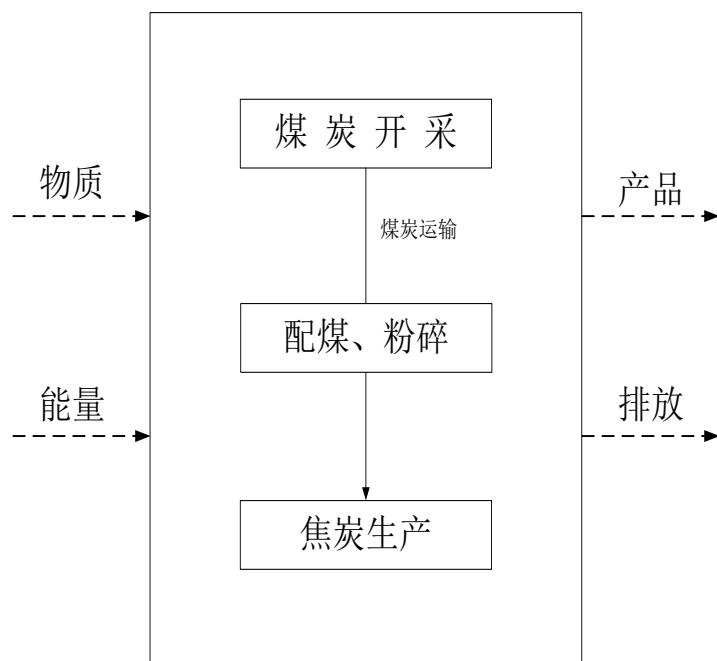 煤炭开采
物质
产品
煤炭运输
配煤、粉碎
能量
排放
焦炭生产